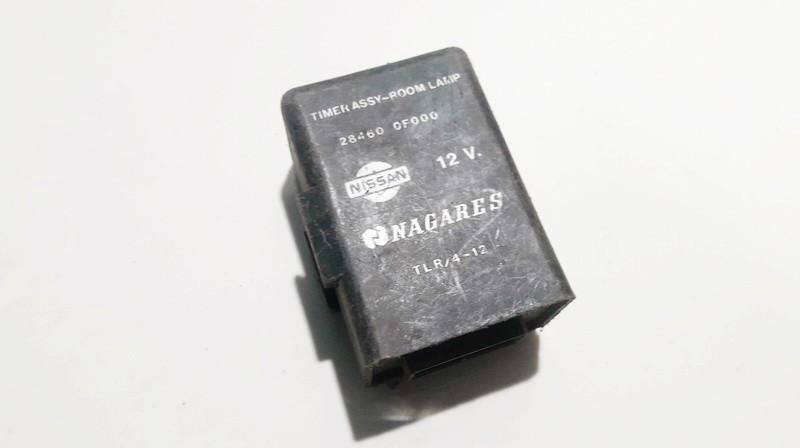 TIMER ASSY-ROOM LAMP
28460 0F000
NISSAN
12 V.
NAGARES
TLR/4-12